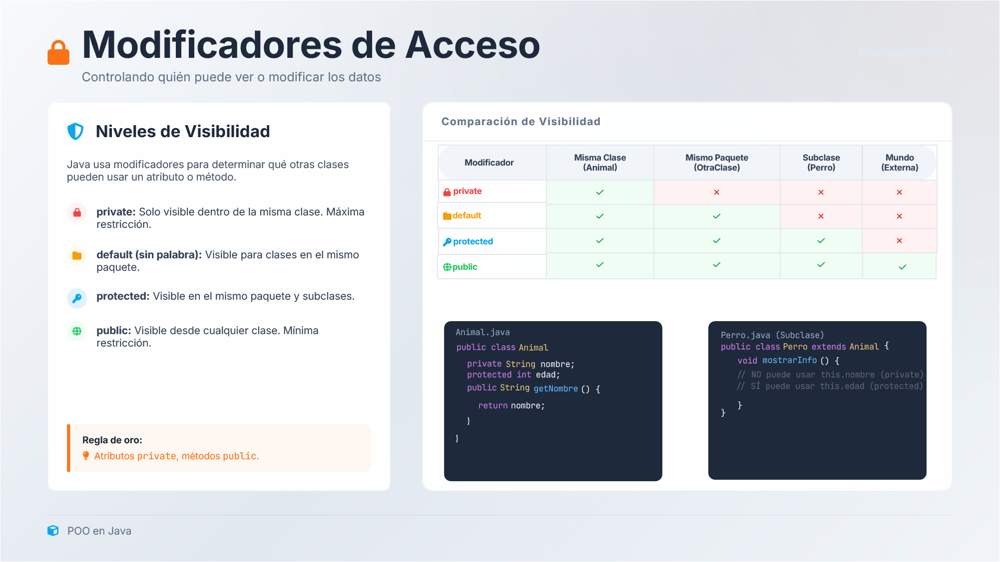 Modificadores de Acceso
Controlando quién puede ver o modificar los datos
Niveles de Visibilidad
Java usa modificadores para determinar qué otras clases
pueden usar un atributo o método.
private: Solo visible dentro de la misma clase. Máxima
restricción.
default (sin palabra): Visible para clases en el mismo
paquete.
protected: Visible en el mismo paquete y subclases.
public: Visible desde cualquier clase. Mínima
restricción.
Regla de oro:
Atributos private, métodos public.
Comparación de Visibilidad
Modificador
Misma Clase
(Animal)
Mismo Paquete
(OtraClase)
Subclase
(Perro)
Mundo
(Externa)
private
default
protected
public
Animal.java
public class Animal
private String nombre;
protected int edad;
public String getNombre () {
return nombre;
}
}
Perro.java (Subclase)
public class Perro extends Animal {
void mostrarInfo () {
// NO puede usar this.nombre (private)
// SÍ puede usar this.edad (protected)
}
}
POO en Java